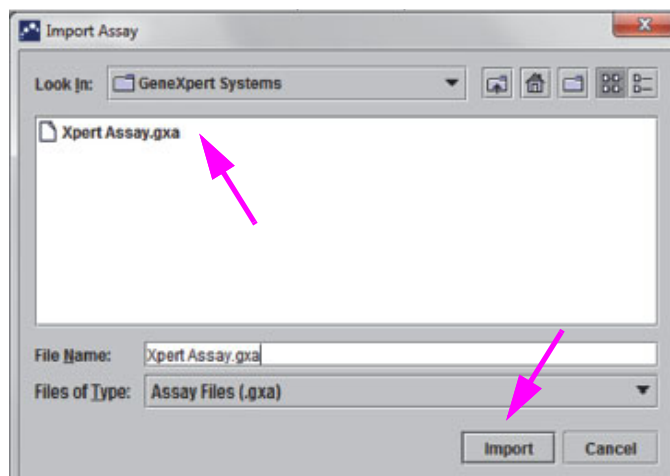 Import Assay
Look In: GeneXpert Systems
Xpert Assay.gxa
File Name: Xpert Assay.gxa
Files of Type: Assay Files (.gxa)
Import Cancel